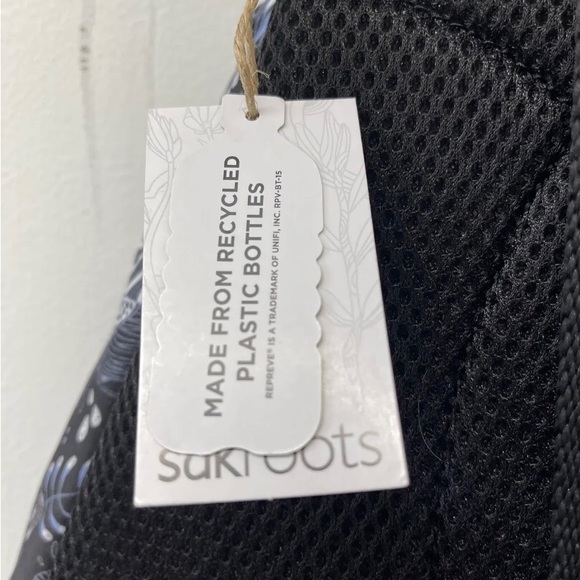 MADE FROM RECYCLED
PLASTIC BOTTLES
REPREVE® IS A TRADEMARK OF UNIFI, INC. RPV-BT-15
sakroots